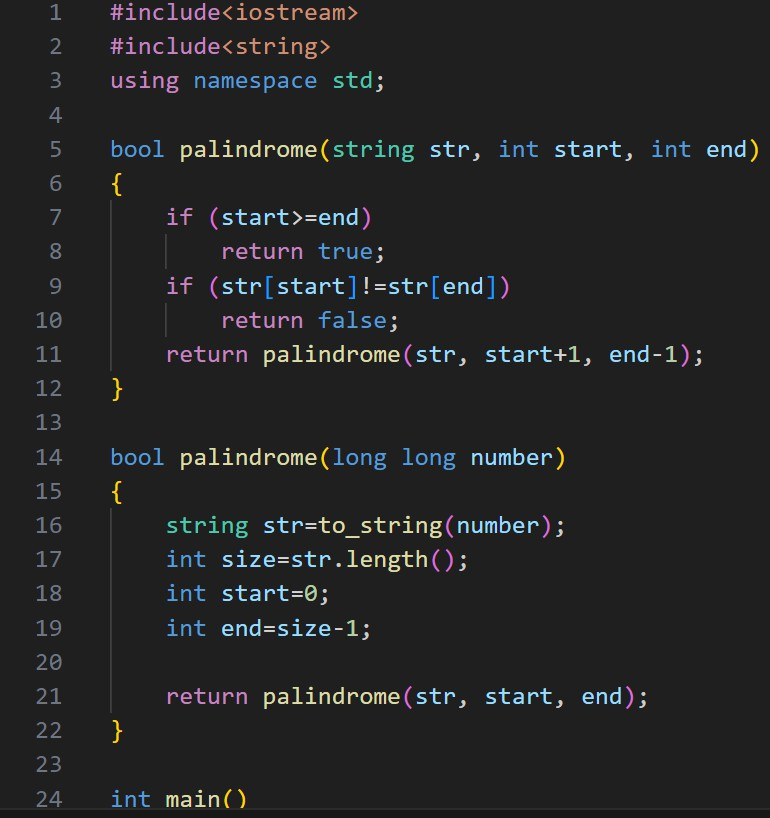 1 #include<iostream>
2 #include<string>
3 using namespace std;
4
5 bool palindrome(string str, int start, int end)
6 {
7 if (start>=end)
8 return true;
9 if (str[start]!=str[end])
10 return false;
11 return palindrome(str, start+1, end-1);
12 }
13
14 bool palindrome(long long number)
15 {
16 string str=to_string(number);
17 int size=str.length();
18 int start=0;
19 int end=size-1;
20
21 return palindrome(str, start, end);
22 }
23
24 int main()